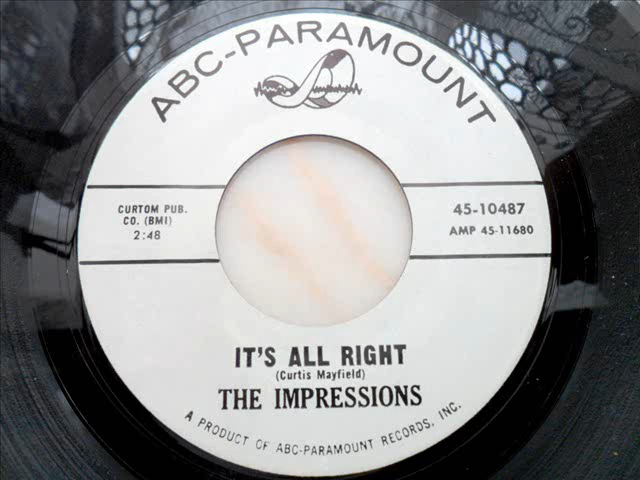 ABC-PARAMOUNT
CURTOM PUB.
CO. (BMI)
2:48
45-10487
AMP 45-11680
IT'S ALL RIGHT
(Curtis Mayfield)
THE IMPRESSIONS
A PRODUCT OF ABC-PARAMOUNT RECORDS, INC.